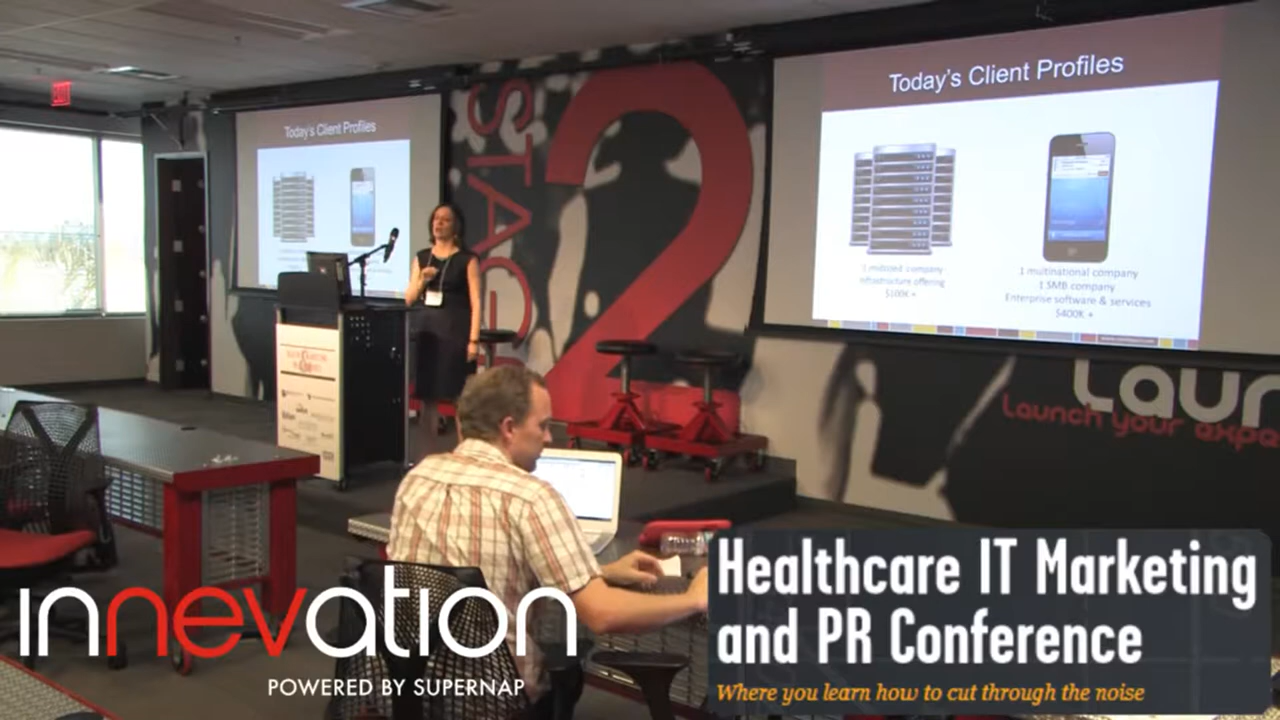 Today's Client Profiles
Today's Client Profiles
STAGE
2
midsized company
infrastructure offering
$100K +
1 multinational company
1 SMB company
Enterprise software & services
$400K +
Laun
Launch your expe
innevation
POWERED BY SUPERNAP
Healthcare IT Marketing
and PR Conference
Where you learn how to cut through the noise